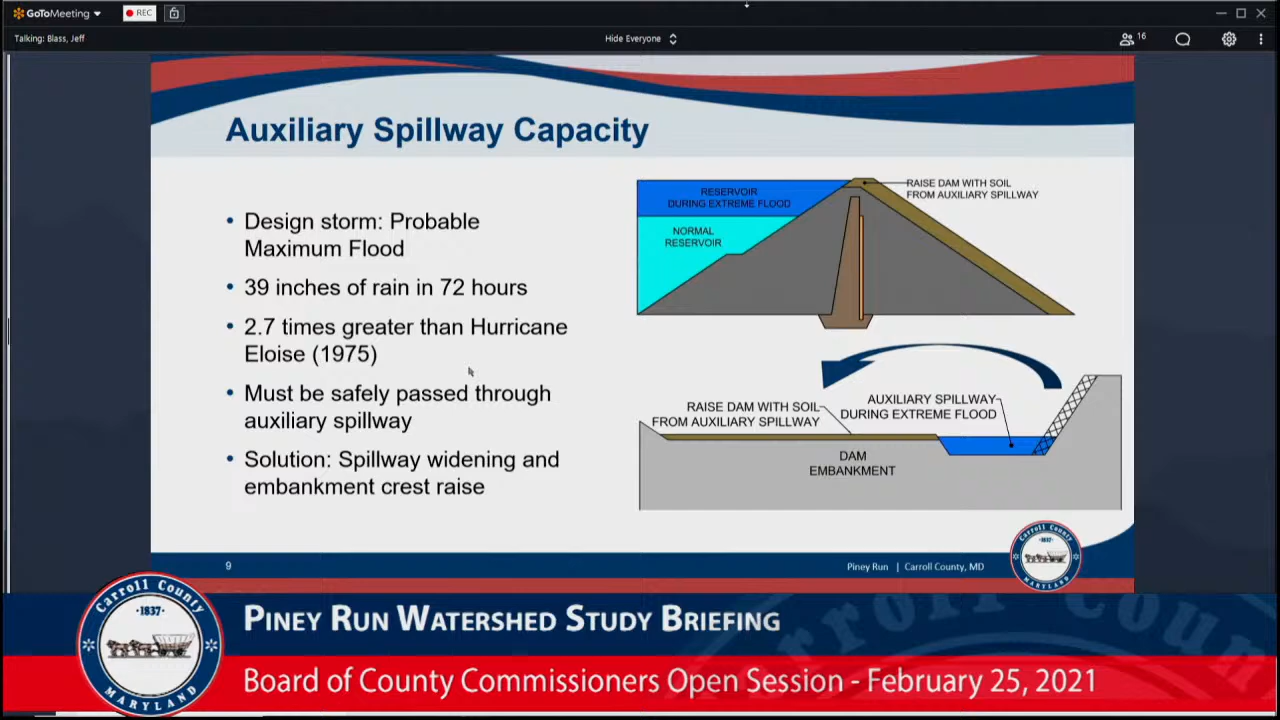 GoToMeeting
REC
Talking: Blass, Jeff
Hide Everyone
16
Auxiliary Spillway Capacity
• Design storm: Probable
Maximum Flood
• 39 inches of rain in 72 hours
• 2.7 times greater than Hurricane
Eloise (1975)
• Must be safely passed through
auxiliary spillway
• Solution: Spillway widening and
embankment crest raise
RESERVOIR
DURING EXTREME FLOOD
NORMAL
RESERVOIR
RAISE DAM WITH SOIL
FROM AUXILIARY SPILLWAY
RAISE DAM WITH SOIL
FROM AUXILIARY SPILLWAY
AUXILIARY SPILLWAY
DURING EXTREME FLOOD
DAM
EMBANKMENT
9
Piney Run | Carroll County, MD
Carroll County
1837
MARYLAND
Carroll County
·1837·
MARYLAND
PINEY RUN WATERSHED STUDY BRIEFING
Board of County Commissioners Open Session - February 25, 2021